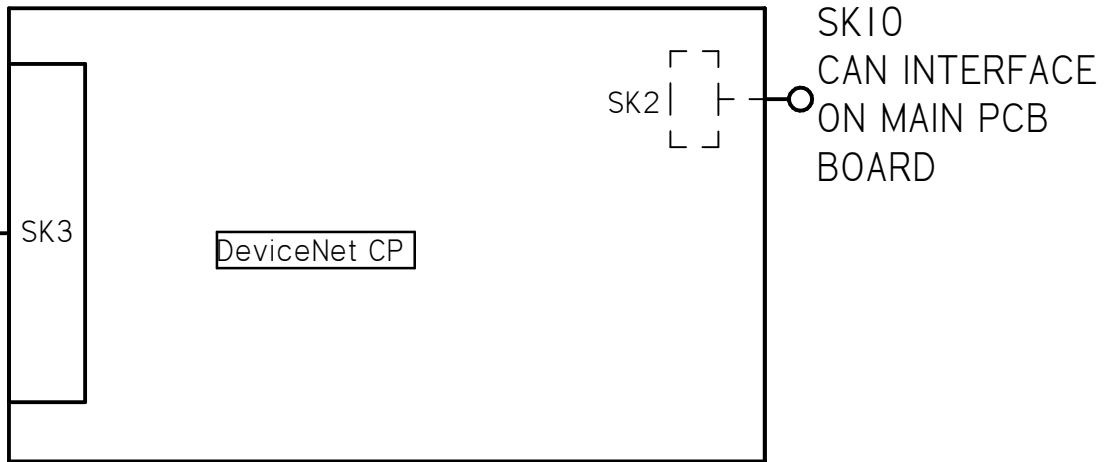 SK10
CAN INTERFACE
ON MAIN PCB
BOARD
SK2
SK3
DeviceNet CP